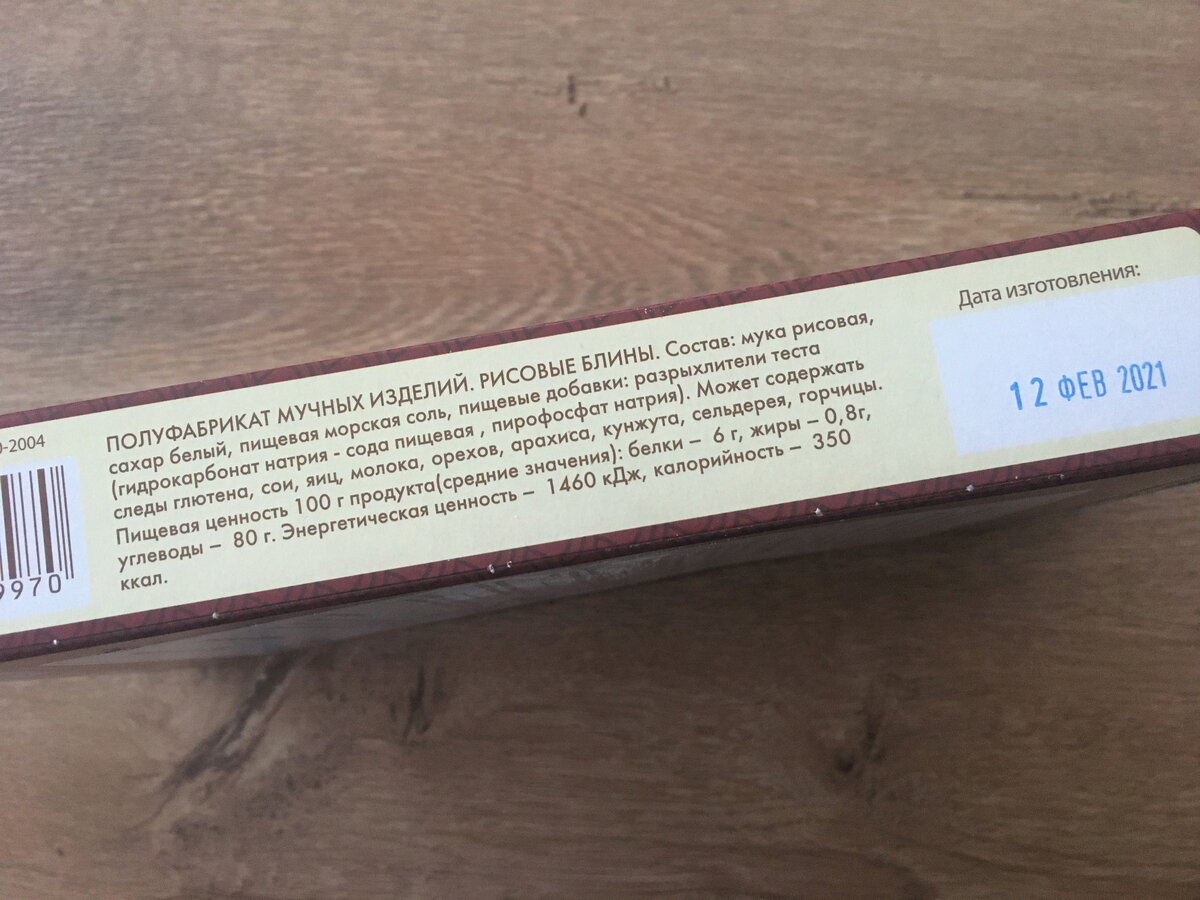 0-2004
9970
ПОЛУФАБРИКАТ МУЧНЫХ ИЗДЕЛИЙ. РИСОВЫЕ БЛИНЫ. Состав: мука рисовая,
сахар белый, пищевая морская соль, пищевые добавки: разрыхлители теста
(гидрокарбонат натрия - сода пищевая , пирофосфат натрия). Может содержать
следы глютена, сои, яиц, молока, орехов, арахиса, кунжута, сельдерея, горчицы.
Пищевая ценность 100 г продукта(средние значения): белки – 6 г, жиры – 0,8г,
углеводы – 80 г. Энергетическая ценность – 1460 кДж, калорийность – 350
ккал.
Дата изготовления:
12 ФЕВ 2021